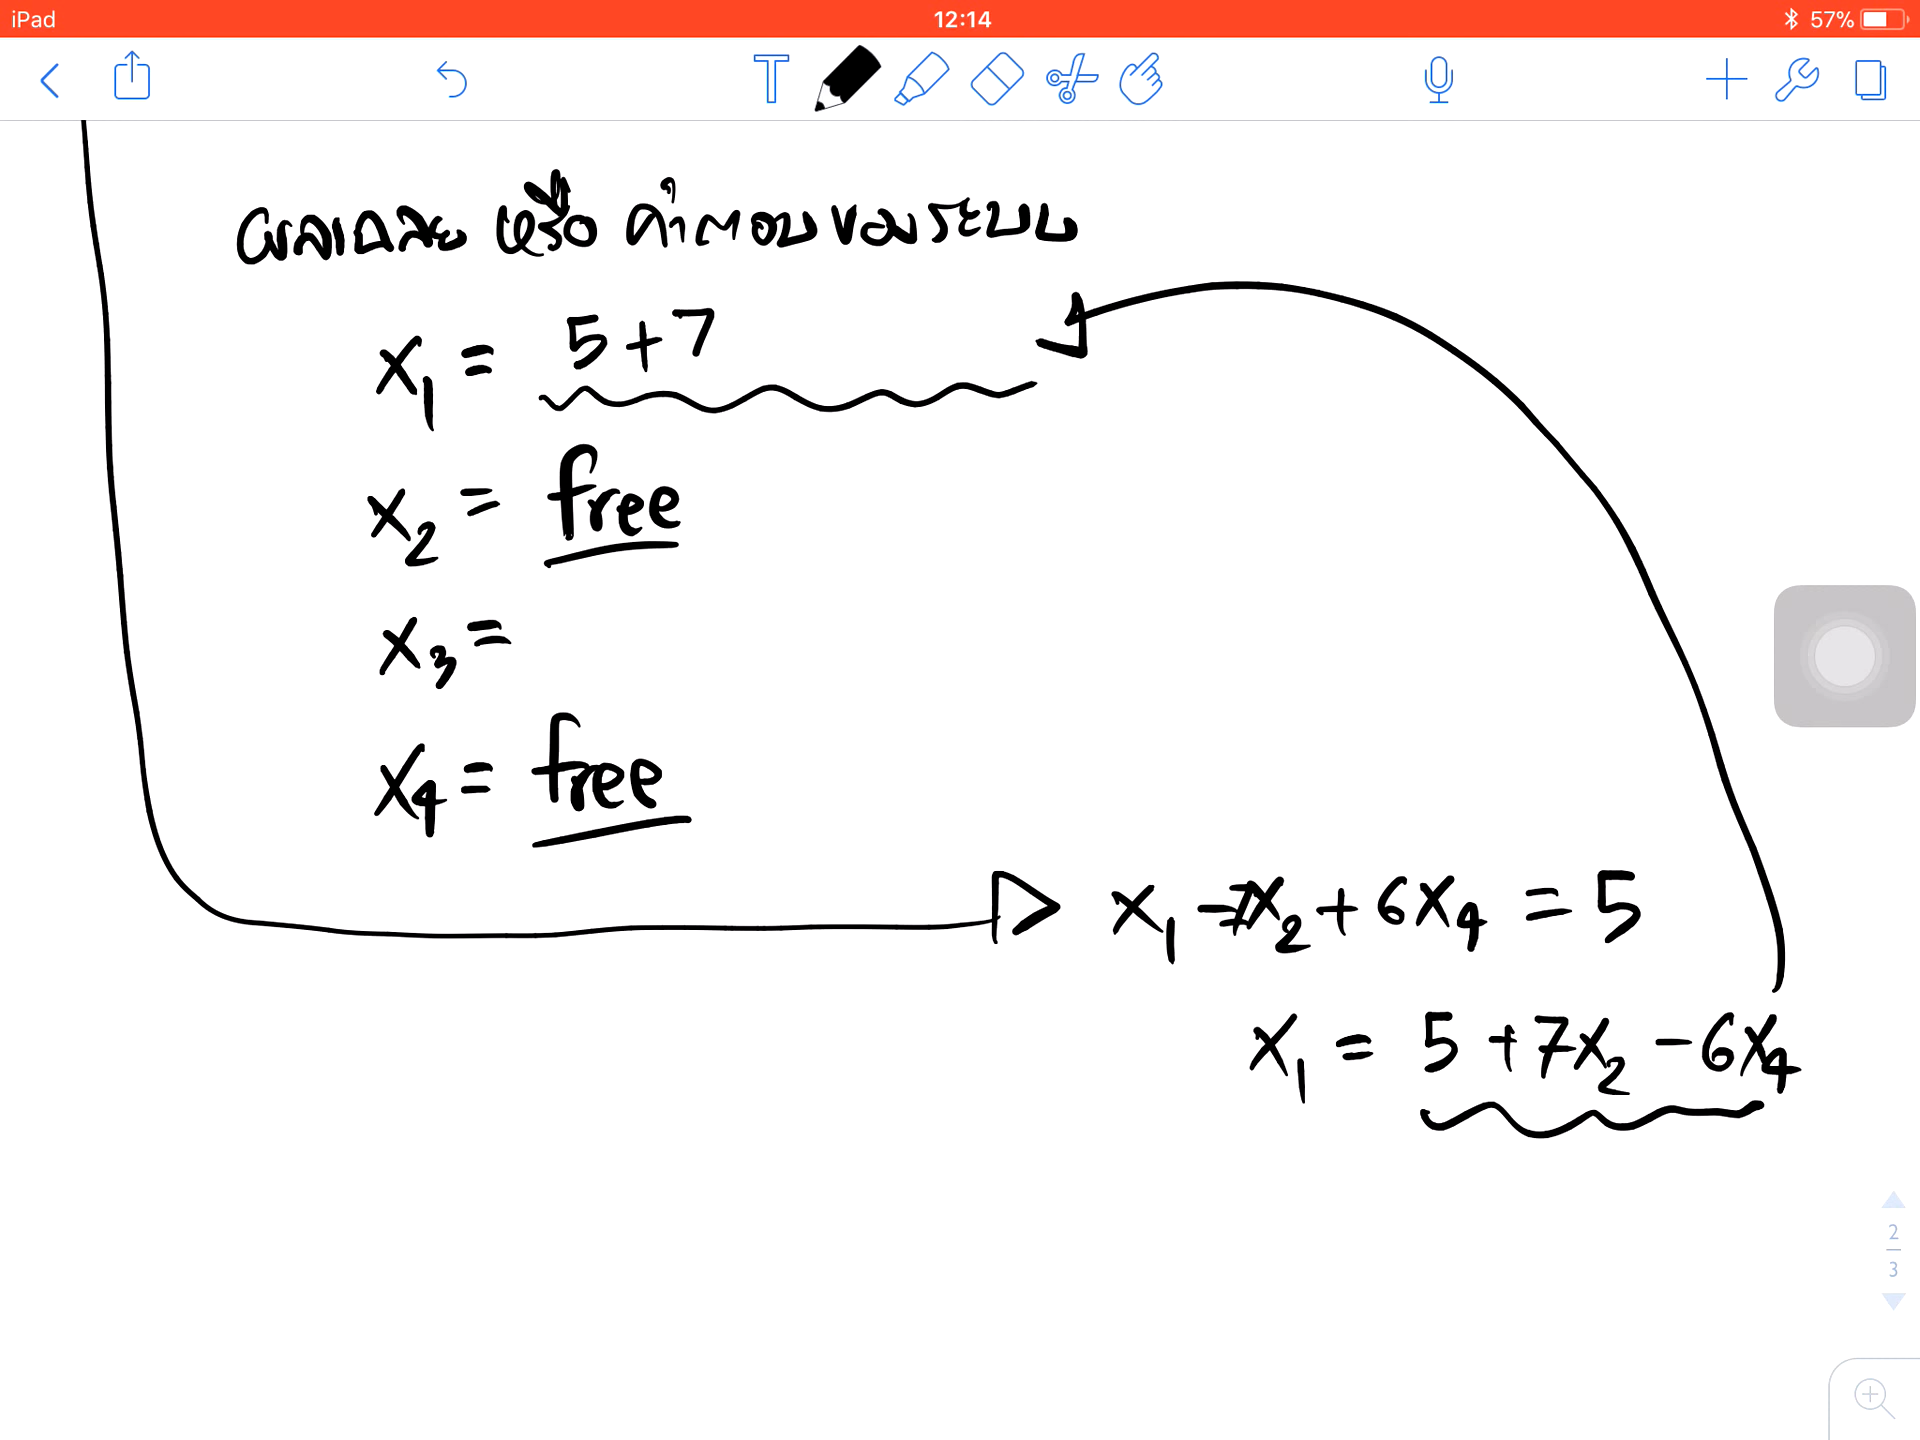 iPad 12:14 57%
T
ผลเฉลย หรือ คำตอบของระบบ
x₁ = 5+7
x₂ = free
x₃ =
x₄ = free
x₁ -7x₂ + 6x₄ = 5
x₁ = 5 + 7x₂ - 6x₄
2
3